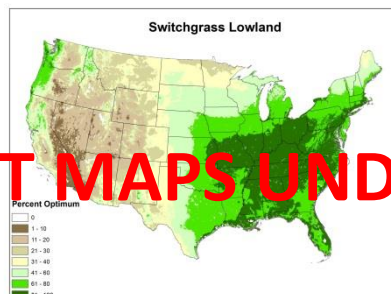 Switchgrass Lowland
T MAPS UND
Percent Optimum
0
1 - 10
11 - 20
21 - 30
31 - 40
41 - 60
61 - 80